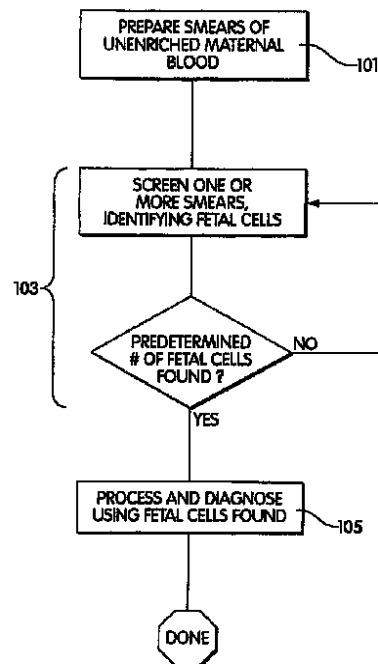 PREPARE SMEARS OF
UNENRICHED MATERNAL
BLOOD
101
SCREEN ONE OR
MORE SMEARS,
IDENTIFYING FETAL CELLS
103
PREDETERMINED
# OF FETAL CELLS
FOUND ?
NO
YES
PROCESS AND DIAGNOSE
USING FETAL CELLS FOUND
105
DONE